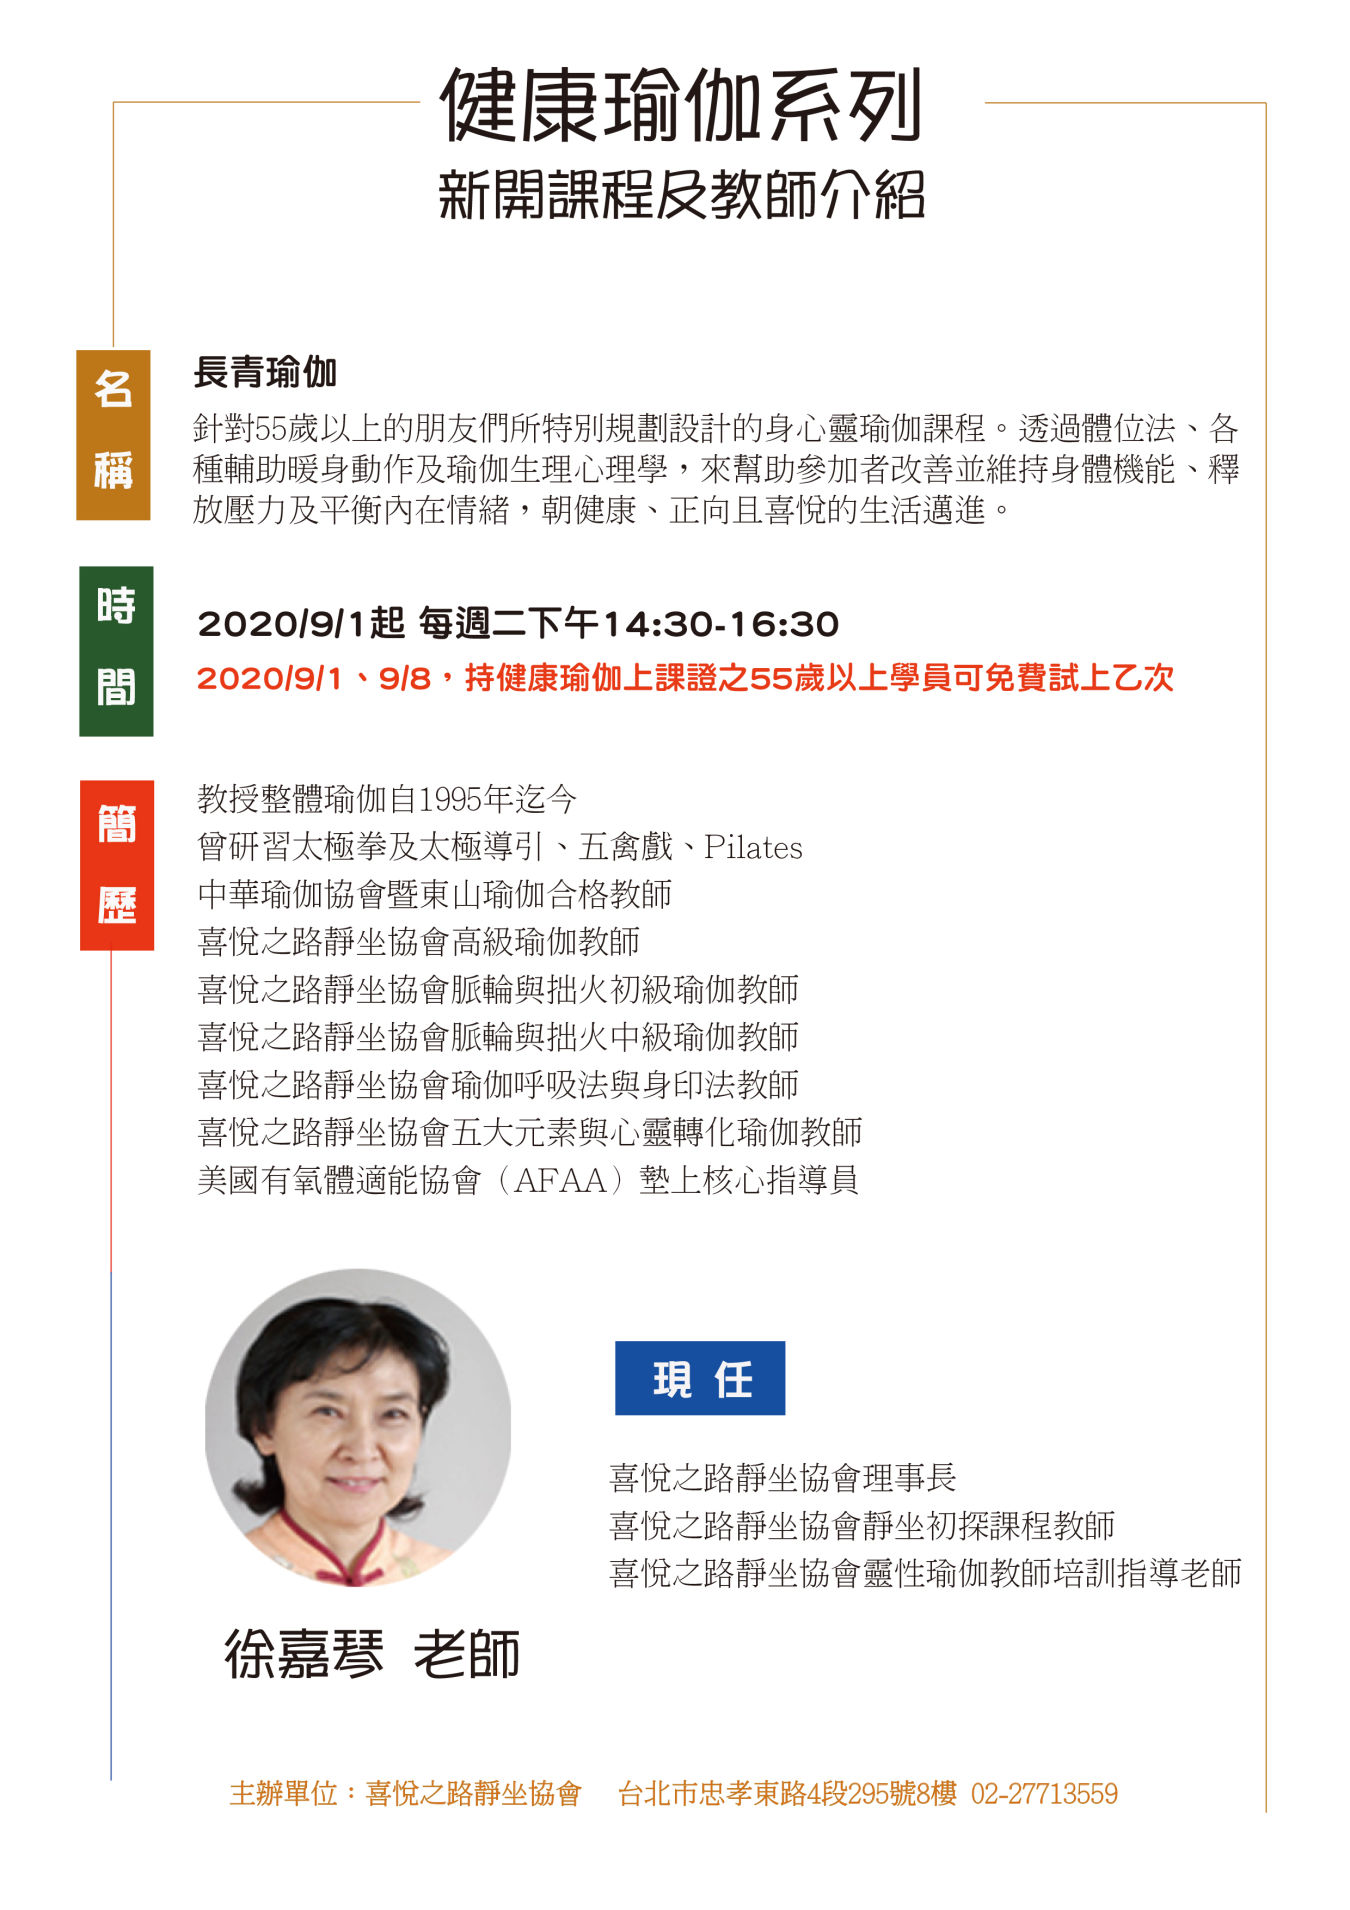 健康瑜伽系列
新開課程及教師介紹
名稱
長青瑜伽
針對55歲以上的朋友們所特別規劃設計的身心靈瑜伽課程。透過體位法、各
種輔助暖身動作及瑜伽生理心理學，來幫助參加者改善並維持身體機能、釋
放壓力及平衡內在情緒，朝健康、正向且喜悅的生活邁進。
時間
2020/9/1起 每週二下午14:30-16:30
2020/9/1、9/8，持健康瑜伽上課證之55歲以上學員可免費試上乙次
簡歷
教授整體瑜伽自1995年迄今
曾研習太極拳及太極導引、五禽戲、Pilates
中華瑜伽協會暨東山瑜伽合格教師
喜悅之路靜坐協會高級瑜伽教師
喜悅之路靜坐協會脈輪與拙火初級瑜伽教師
喜悅之路靜坐協會脈輪與拙火中級瑜伽教師
喜悅之路靜坐協會瑜伽呼吸法與身印法教師
喜悅之路靜坐協會五大元素與心靈轉化瑜伽教師
美國有氧體適能協會（AFAA）墊上核心指導員
現任
喜悅之路靜坐協會理事長
喜悅之路靜坐協會靜坐初探課程教師
喜悅之路靜坐協會靈性瑜伽教師培訓指導老師
徐嘉琴 老師
主辦單位：喜悅之路靜坐協會 台北市忠孝東路4段295號8樓 02-27713559